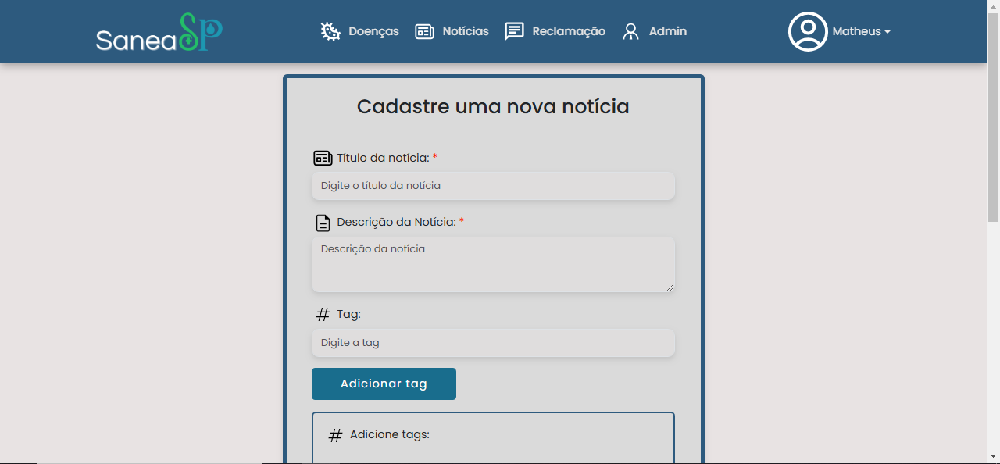 SaneaSp
Doenças
Notícias
Reclamação
Admin
Matheus
Cadastre uma nova notícia
Título da notícia: *
Digite o título da notícia
Descrição da Notícia: *
Descrição da notícia
Tag:
Digite a tag
Adicionar tag
Adicione tags: